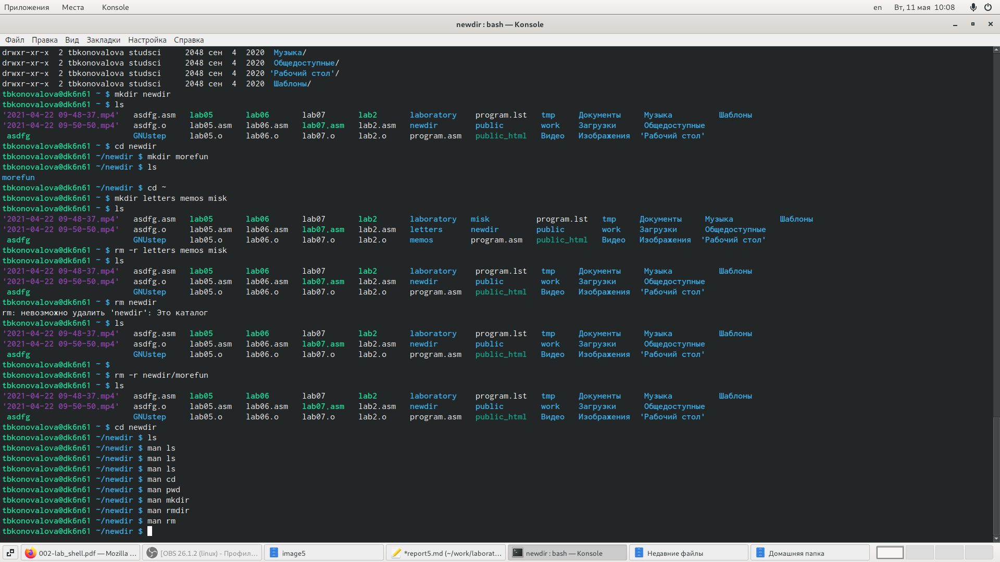 Приложения Места Konsole en Вт, 11 мая 10:08
newdir : bash — Konsole
Файл Правка Вид Закладки Настройка Справка
drwxr-xr-x 2 tbkonovalova studsci 2048 сен 4 2020 Музыка/
drwxr-xr-x 2 tbkonovalova studsci 2048 сен 4 2020 Общедоступные/
drwxr-xr-x 2 tbkonovalova studsci 2048 сен 4 2020 'Рабочий стол'/
drwxr-xr-x 2 tbkonovalova studsci 2048 сен 4 2020 Шаблоны/
tbkonovalova@dk6n61 ~ $ mkdir newdir
tbkonovalova@dk6n61 ~ $ ls
'2021-04-22 09-48-37.mp4' asdfg.asm lab05 lab06 lab07 lab2 laboratory program.lst tmp Документы Музыка Шаблоны
'2021-04-22 09-50-50.mp4' asdfg.o lab05.asm lab06.asm lab07.asm lab2.asm newdir public work Загрузки Общедоступные
asdfg GNUstep lab05.o lab06.o lab07.o lab2.o program.asm public_html Видео Изображения 'Рабочий стол'
tbkonovalova@dk6n61 ~ $ cd newdir
tbkonovalova@dk6n61 ~/newdir $ mkdir morefun
tbkonovalova@dk6n61 ~/newdir $ ls
morefun
tbkonovalova@dk6n61 ~/newdir $ cd ~
tbkonovalova@dk6n61 ~ $ mkdir letters memos misk
tbkonovalova@dk6n61 ~ $ ls
'2021-04-22 09-48-37.mp4' asdfg.asm lab05 lab06 lab07 lab2 laboratory misk program.lst tmp Документы Музыка Шаблоны
'2021-04-22 09-50-50.mp4' asdfg.o lab05.asm lab06.asm lab07.asm lab2.asm letters newdir public work Загрузки Общедоступные
asdfg GNUstep lab05.o lab06.o lab07.o lab2.o memos program.asm public_html Видео Изображения 'Рабочий стол'
tbkonovalova@dk6n61 ~ $ rm -r letters memos misk
tbkonovalova@dk6n61 ~ $ ls
'2021-04-22 09-48-37.mp4' asdfg.asm lab05 lab06 lab07 lab2 laboratory program.lst tmp Документы Музыка Шаблоны
'2021-04-22 09-50-50.mp4' asdfg.o lab05.asm lab06.asm lab07.asm lab2.asm newdir public work Загрузки Общедоступные
asdfg GNUstep lab05.o lab06.o lab07.o lab2.o program.asm public_html Видео Изображения 'Рабочий стол'
tbkonovalova@dk6n61 ~ $ rm newdir
rm: невозможно удалить 'newdir': Это каталог
tbkonovalova@dk6n61 ~ $ ls
'2021-04-22 09-48-37.mp4' asdfg.asm lab05 lab06 lab07 lab2 laboratory program.lst tmp Документы Музыка Шаблоны
'2021-04-22 09-50-50.mp4' asdfg.o lab05.asm lab06.asm lab07.asm lab2.asm newdir public work Загрузки Общедоступные
asdfg GNUstep lab05.o lab06.o lab07.o lab2.o program.asm public_html Видео Изображения 'Рабочий стол'
tbkonovalova@dk6n61 ~ $
tbkonovalova@dk6n61 ~ $ rm -r newdir/morefun
tbkonovalova@dk6n61 ~ $ ls
'2021-04-22 09-48-37.mp4' asdfg.asm lab05 lab06 lab07 lab2 laboratory program.lst tmp Документы Музыка Шаблоны
'2021-04-22 09-50-50.mp4' asdfg.o lab05.asm lab06.asm lab07.asm lab2.asm newdir public work Загрузки Общедоступные
asdfg GNUstep lab05.o lab06.o lab07.o lab2.o program.asm public_html Видео Изображения 'Рабочий стол'
tbkonovalova@dk6n61 ~ $ cd newdir
tbkonovalova@dk6n61 ~/newdir $ ls
tbkonovalova@dk6n61 ~/newdir $ man ls
tbkonovalova@dk6n61 ~/newdir $ man ls
tbkonovalova@dk6n61 ~/newdir $ man ls
tbkonovalova@dk6n61 ~/newdir $ man cd
tbkonovalova@dk6n61 ~/newdir $ man pwd
tbkonovalova@dk6n61 ~/newdir $ man mkdir
tbkonovalova@dk6n61 ~/newdir $ man rmdir
tbkonovalova@dk6n61 ~/newdir $ man rm
tbkonovalova@dk6n61 ~/newdir $
002-lab_shell.pdf — Mozilla ... [OBS 26.1.2 (linux) - Профил... image5 *report5.md (~/work/laborat... newdir : bash — Konsole Недавние файлы Домашняя папка